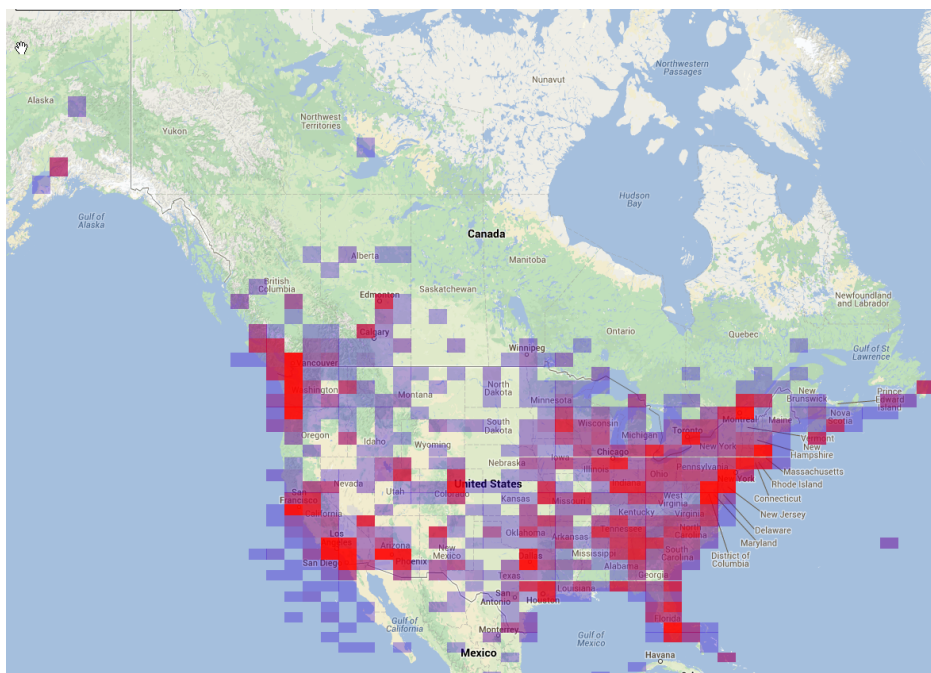 Northwestern
Passages
Nunavut
Alaska
Northwest
Territories
Yukon
Hudson
Bay
Gulf of
Alaska
Canada
Alberta
Manitoba
British
Columbia
Saskatchewan
Edmonton
Newfoundland
and Labrador
Ontario
Quebec
Calgary
Winnipeg
Gulf of St
Lawrence
Vancouver
Washington
Montana
North
Dakota
Minnesota
New
Brunswick
Prince
Edward
Island
Nova
Scotia
Montreal
Maine
Oregon
Idaho
South
Dakota
Wisconsin
Michigan
Toronto
Vermont
New York
New
Hampshire
Wyoming
Iowa
Chicago
Nebraska
Illinois
Indiana
Ohio
Pennsylvania
Massachusetts
New York
Rhode Island
Nevada
Utah
Colorado
United States
Kansas
Missouri
West
Virginia
Connecticut
San
Francisco
California
Kentucky
Virginia
New Jersey
Los
Angeles
Arizona
New
Mexico
Oklahoma
Arkansas
Tennessee
North
Carolina
Delaware
Maryland
San Diego
Phoenix
Dallas
Mississippi
Alabama
South
Carolina
District of
Columbia
Texas
Georgia
San
Antonio
Houston
Louisiana
Gulf of
California
Monterrey
Gulf of
Mexico
Florida
Mexico
Havana